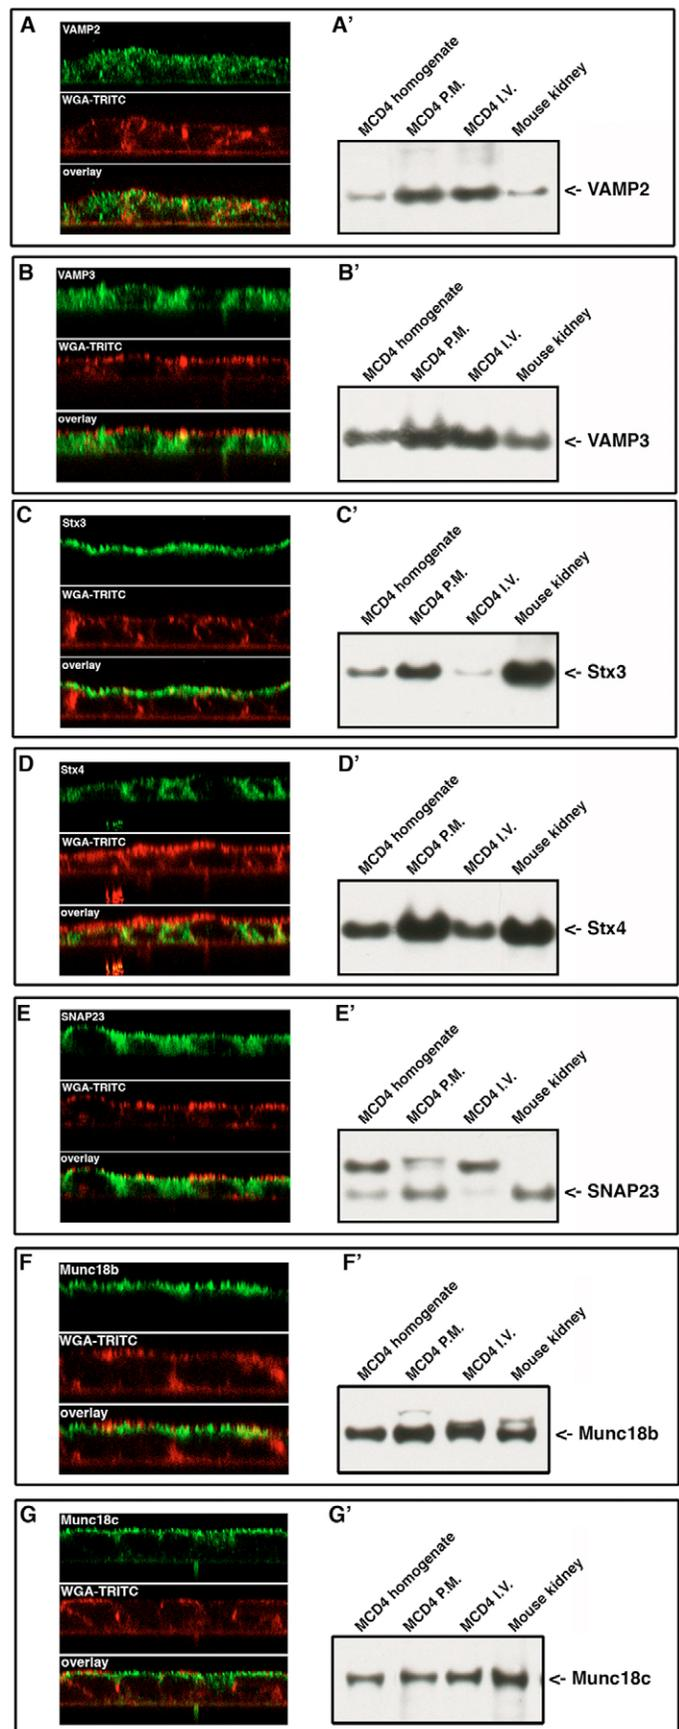 A
VAMP2
WGA-TRITC
overlay
A’
MCD4 homogenate
MCD4 P.M.
MCD4 I.V.
Mouse kidney
<- VAMP2
B
VAMP3
WGA-TRITC
overlay
B’
MCD4 homogenate
MCD4 P.M.
MCD4 I.V.
Mouse kidney
<- VAMP3
C
Stx3
WGA-TRITC
overlay
C’
MCD4 homogenate
MCD4 P.M.
MCD4 I.V.
Mouse kidney
<- Stx3
D
Stx4
WGA-TRITC
overlay
D’
MCD4 homogenate
MCD4 P.M.
MCD4 I.V.
Mouse kidney
<- Stx4
E
SNAP23
WGA-TRITC
overlay
E’
MCD4 homogenate
MCD4 P.M.
MCD4 I.V.
Mouse kidney
<- SNAP23
F
Munc18b
WGA-TRITC
overlay
F’
MCD4 homogenate
MCD4 P.M.
MCD4 I.V.
Mouse kidney
<- Munc18b
G
Munc18c
WGA-TRITC
overlay
G’
MCD4 homogenate
MCD4 P.M.
MCD4 I.V.
Mouse kidney
<- Munc18c